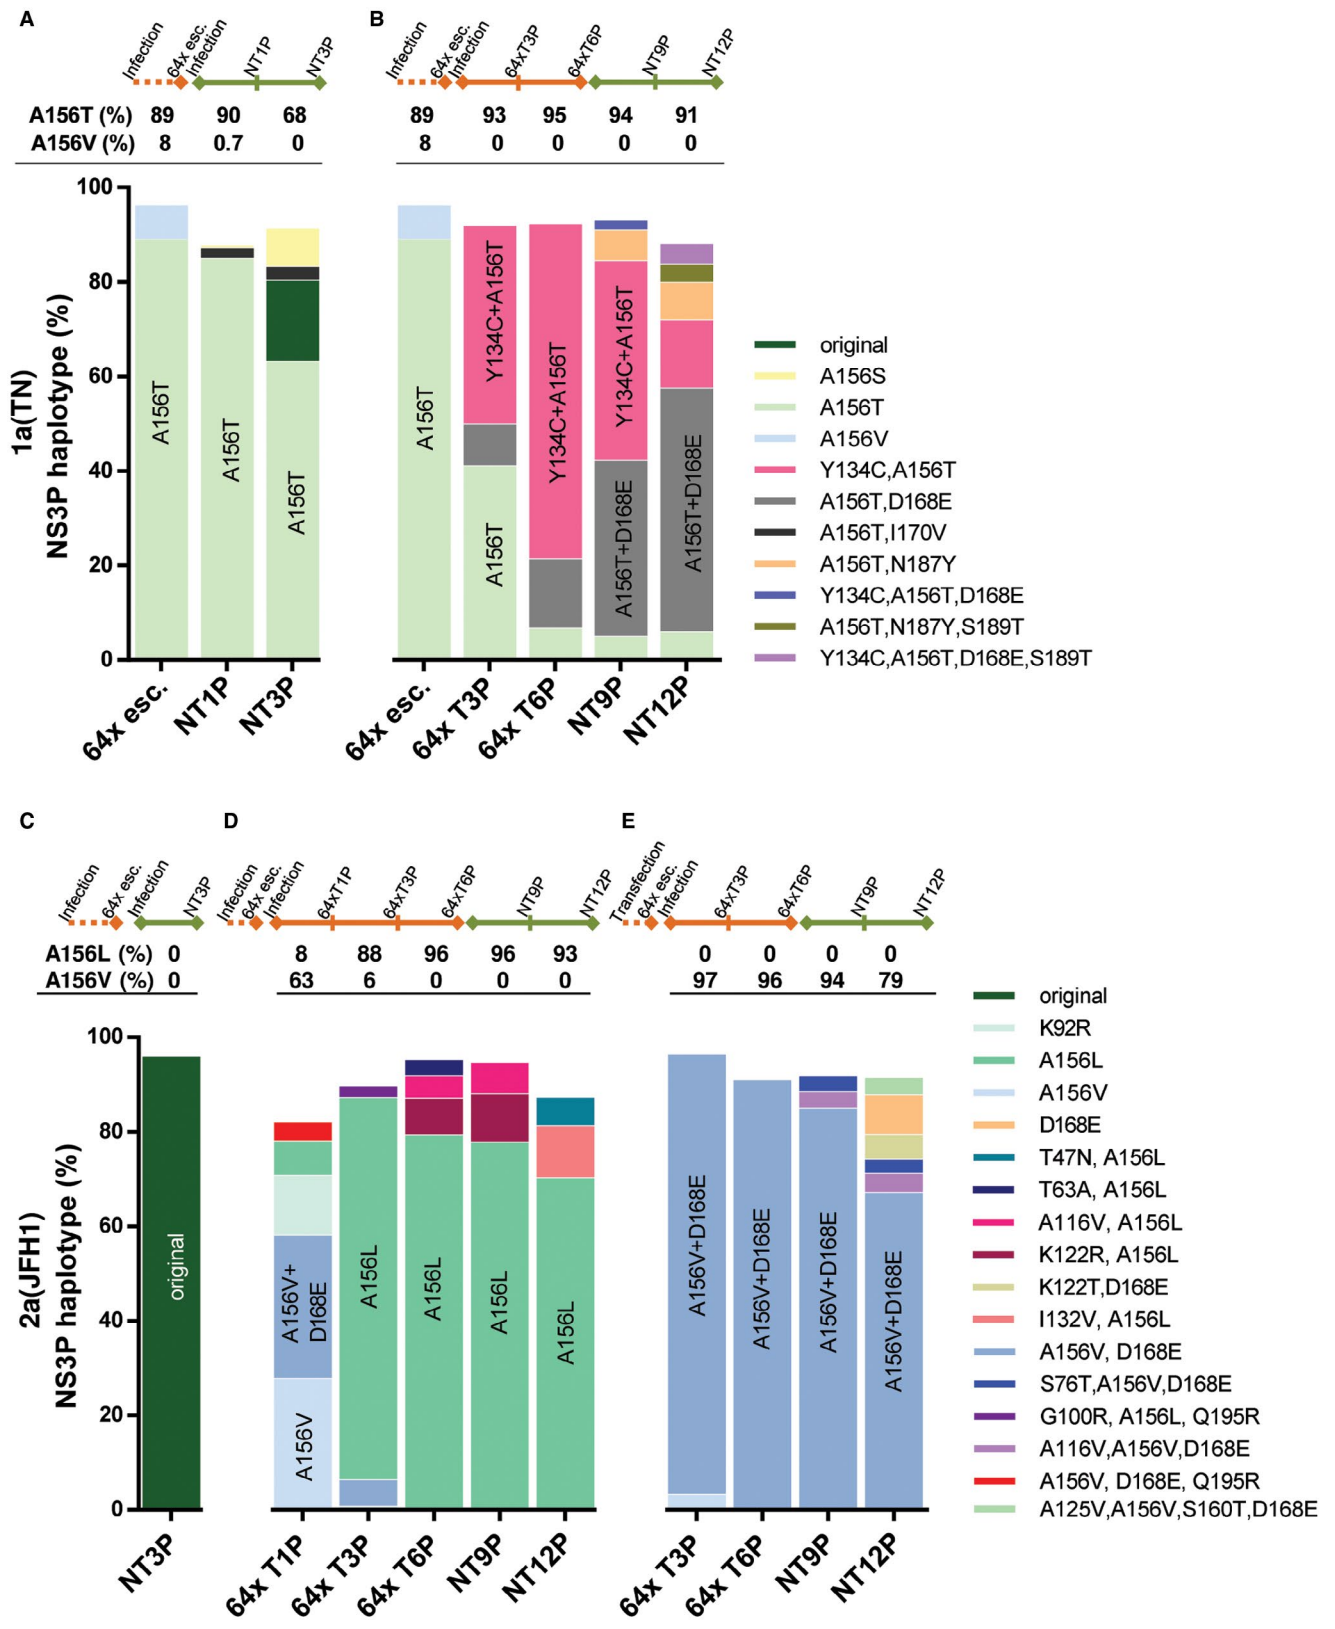 A
B
Infection
64x esc.
Infection
NT1P
NT3P
Infection
64x esc.
Infection
64xT3P
64xT6P
NT9P
NT12P
A156T (%) 89 90 68 89 93 95 94 91
A156V (%) 8 0.7 0 8 0 0 0 0
1a(TN)
NS3P haplotype (%)
100
80
60
40
20
0
A156T
A156T
A156T
A156T
A156T
Y134C+A156T
Y134C+A156T
A156T+D168E
Y134C+A156T
A156T+D168E
64x esc.
NT1P
NT3P
64x esc.
64x T3P
64x T6P
NT9P
NT12P
original
A156S
A156T
A156V
Y134C,A156T
A156T,D168E
A156T,I170V
A156T,N187Y
Y134C,A156T,D168E
A156T,N187Y,S189T
Y134C,A156T,D168E,S189T
C
D
E
Infection
64x esc.
Infection
NT3P
Infection
64x esc.
Infection
64xT1P
64xT3P
64xT6P
NT9P
NT12P
Transfection
64x esc.
Infection
64xT3P
64xT6P
NT9P
NT12P
A156L (%) 0 8 88 96 96 93 0 0 0 0
A156V (%) 0 63 6 0 0 0 97 96 94 79
2a(JFH1)
NS3P haplotype (%)
100
80
60
40
20
0
original
A156V+
D168E
A156V
A156L
A156L
A156L
A156L
A156V+D168E
A156V+D168E
A156V+D168E
A156V+D168E
NT3P
64x T1P
64x T3P
64x T6P
NT9P
NT12P
64x T3P
64x T6P
NT9P
NT12P
original
K92R
A156L
A156V
D168E
T47N, A156L
T63A, A156L
A116V, A156L
K122R, A156L
K122T,D168E
I132V, A156L
A156V, D168E
S76T,A156V,D168E
G100R, A156L, Q195R
A116V,A156V,D168E
A156V, D168E, Q195R
A125V,A156V,S160T,D168E